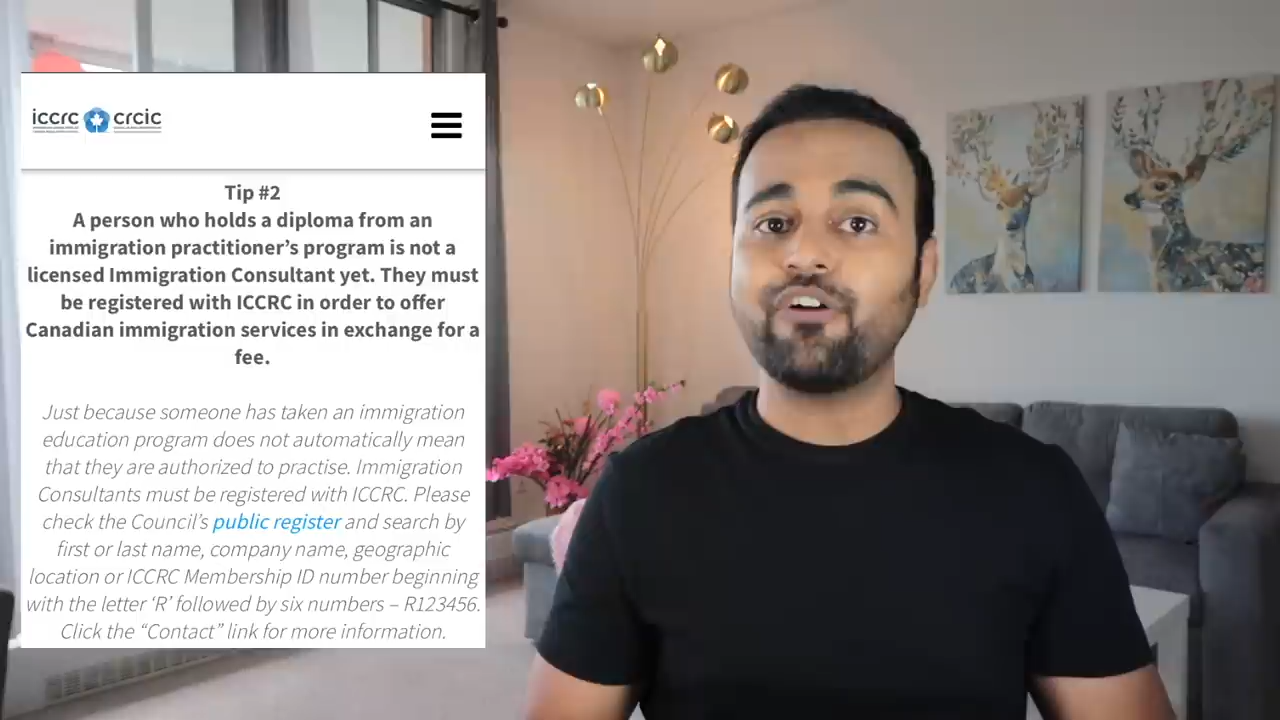 iccrc crcic
Tip #2
A person who holds a diploma from an
immigration practitioner's program is not a
licensed Immigration Consultant yet. They must
be registered with ICCRC in order to offer
Canadian immigration services in exchange for a
fee.
Just because someone has taken an immigration
education program does not automatically mean
that they are authorized to practise. Immigration
Consultants must be registered with ICCRC. Please
check the Council's public register and search by
first or last name, company name, geographic
location or ICCRC Membership ID number beginning
with the letter 'R' followed by six numbers – R123456.
Click the “Contact” link for more information.